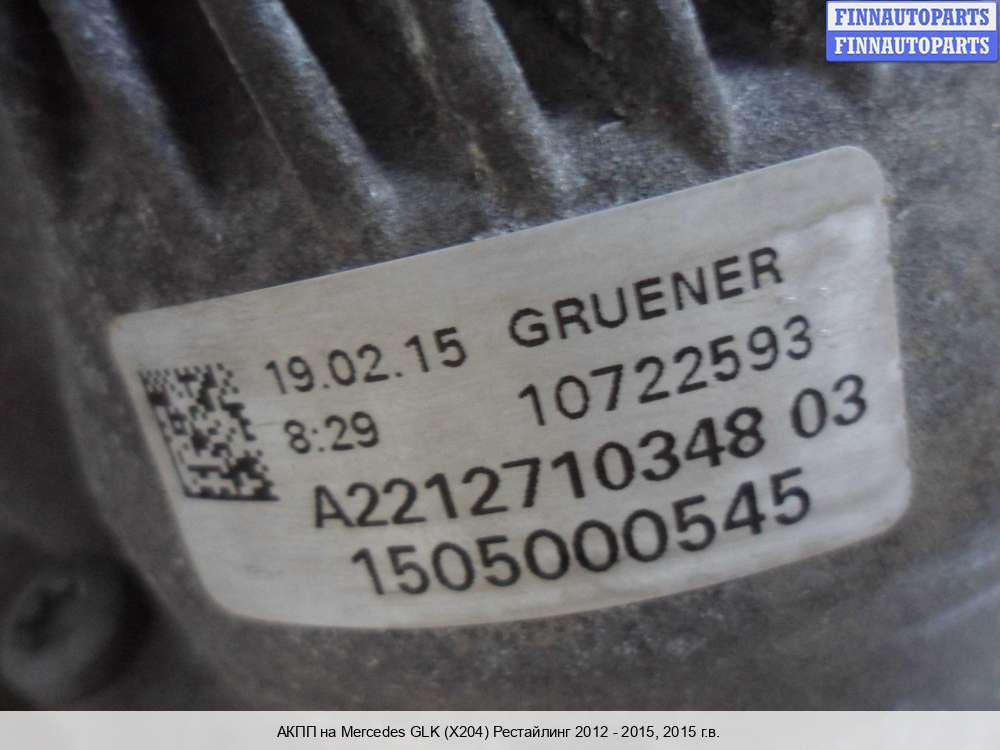 FINNAUTOPARTS
FINNAUTOPARTS
19.02.15 GRUENER
8:29 10722593
A2212710348 03
1505000545
АКПП на Mercedes GLK (X204) Рестайлинг 2012 - 2015, 2015 г.в.